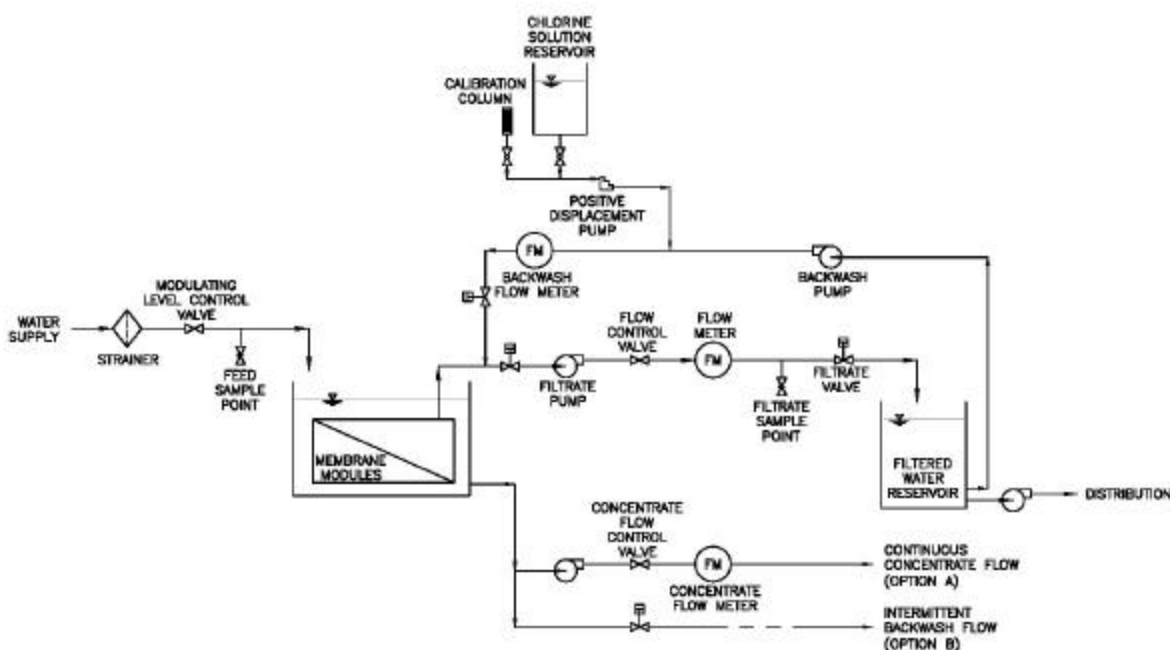 CHLORINE
SOLUTION
RESERVOIR
CALIBRATION
COLUMN
POSITIVE
DISPLACEMENT
PUMP
FM
BACKWASH
FLOW METER
BACKWASH
PUMP
MODULATING
LEVEL CONTROL
VALVE
WATER
SUPPLY
STRAINER
FEED
SAMPLE
POINT
FLOW
CONTROL
VALVE
FLOW
METER
FM
FILTRATE
PUMP
FILTRATE
VALVE
FILTRATE
SAMPLE
POINT
MEMBRANE
MODULES
FILTERED
WATER
RESERVOIR
DISTRIBUTION
CONCENTRATE
FLOW
CONTROL
VALVE
FM
CONCENTRATE
FLOW METER
CONTINUOUS
CONCENTRATE FLOW
(OPTION A)
INTERMITTENT
BACKWASH FLOW
(OPTION B)